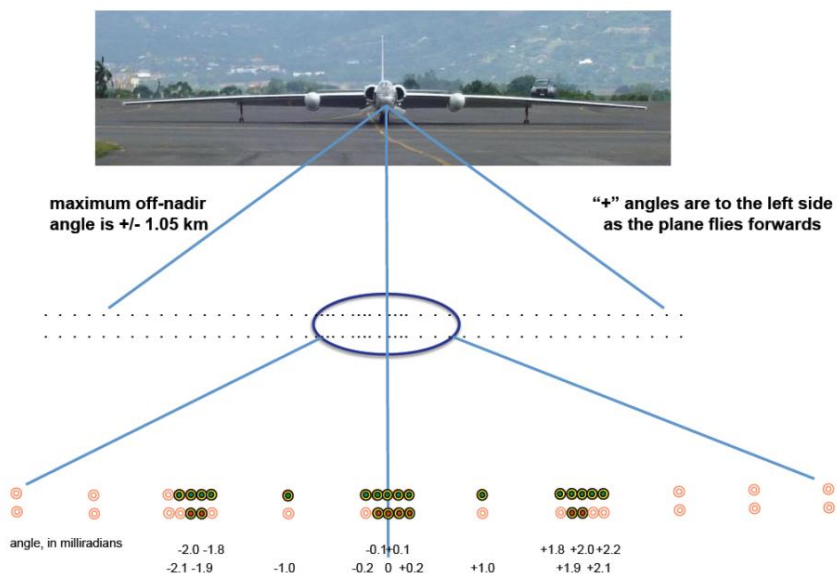 maximum off-nadir
angle is +/- 1.05 km
“+” angles are to the left side
as the plane flies forwards
angle, in milliradians
-2.0 -1.8 -0.1 +0.1 +1.8 +2.0 +2.2
-2.1 -1.9 -1.0 -0.2 0 +0.2 +1.0 +1.9 +2.1